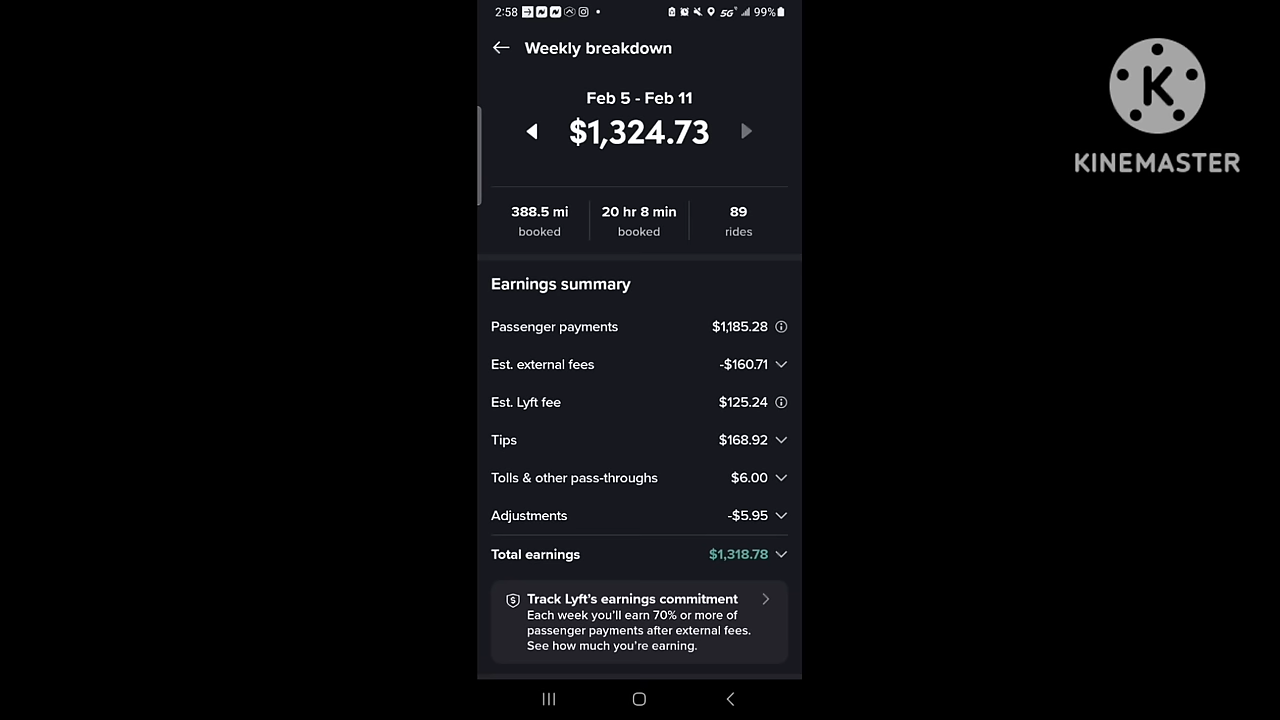 2:58 5G 99%
K
KINEMASTER
Weekly breakdown
Feb 5 - Feb 11
$1,324.73
388.5 mi 20 hr 8 min 89
booked booked rides
Earnings summary
Passenger payments $1,185.28
Est. external fees -$160.71
Est. Lyft fee $125.24
Tips $168.92
Tolls & other pass-throughs $6.00
Adjustments -$5.95
Total earnings $1,318.78
Track Lyft's earnings commitment
Each week you'll earn 70% or more of
passenger payments after external fees.
See how much you're earning.